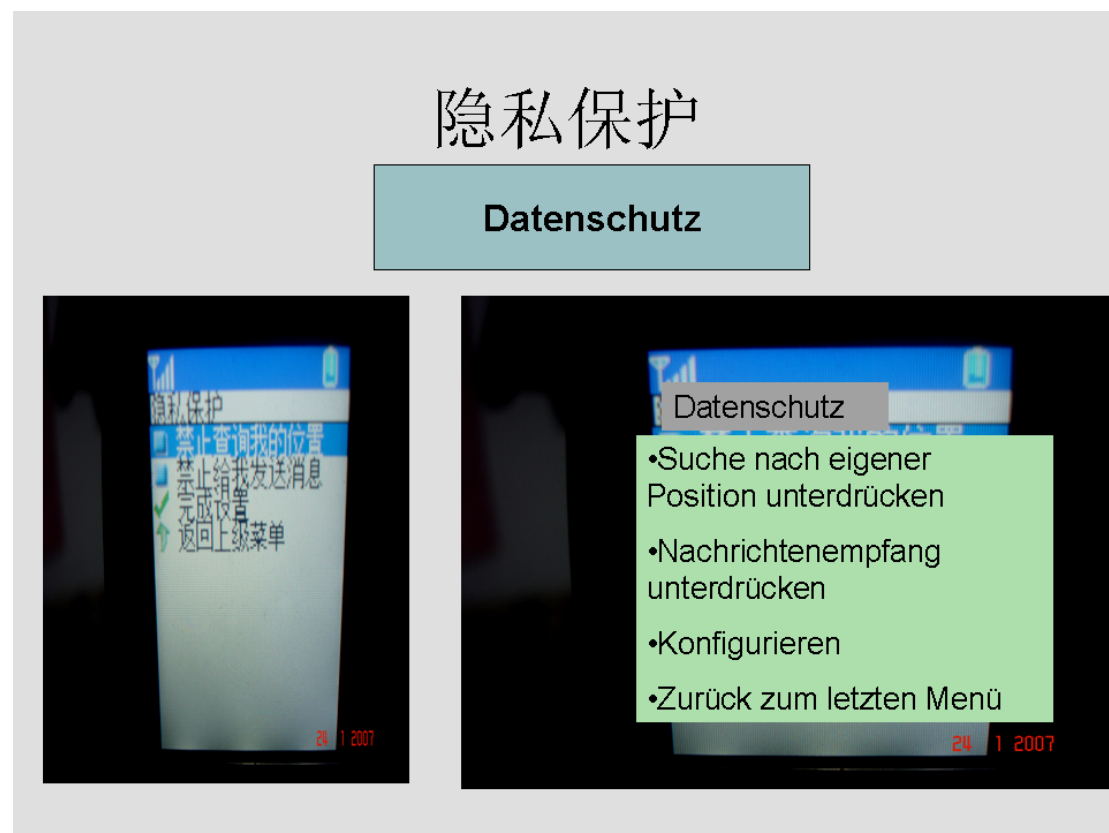 隐私保护
Datenschutz
隐私保护
禁止查询我的位置
禁止给我发送消息
完成设置
返回上级菜单
24 1 2007
Datenschutz
•Suche nach eigener
Position unterdrücken
•Nachrichtenempfang
unterdrücken
•Konfigurieren
•Zurück zum letzten Menü
24 1 2007